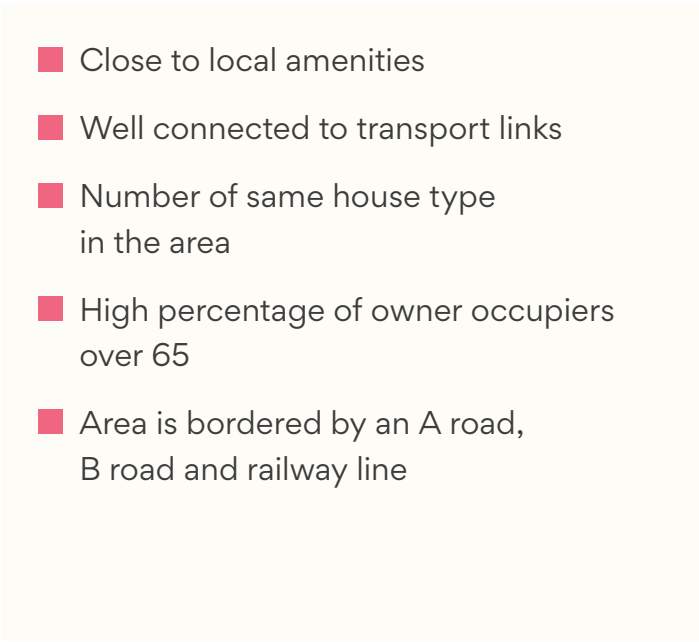 Close to local amenities
Well connected to transport links
Number of same house type
in the area
High percentage of owner occupiers
over 65
Area is bordered by an A road,
B road and railway line